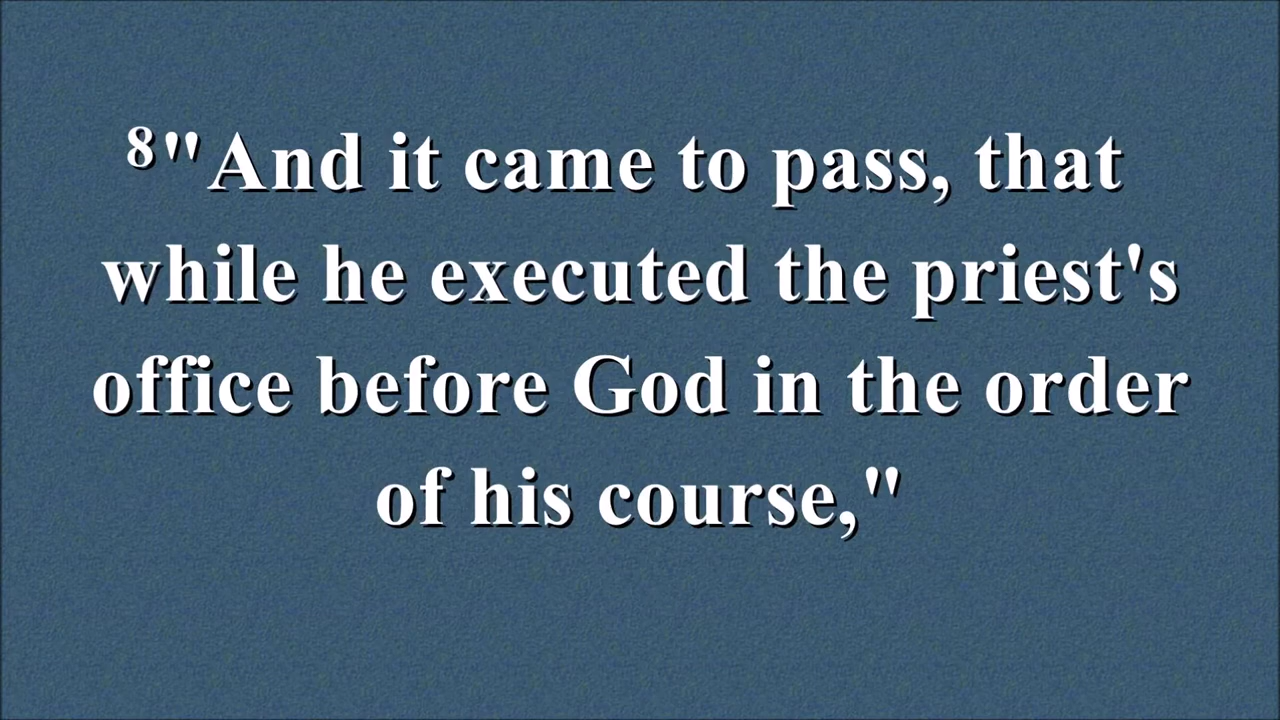 ⁸"And it came to pass, that
while he executed the priest's
office before God in the order
of his course,"